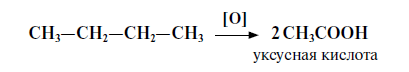 [O]
CH₃—CH₂—CH₂—CH₃ ⟶ 2 CH₃COOH
уксусная кислота